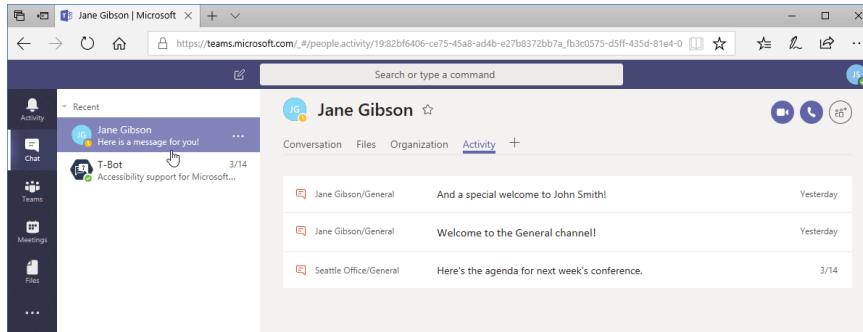 Jane Gibson | Microsoft
https://teams.microsoft.com/_#/people.activity/19:82bf6406-ce75-45a8-ad4b-e27b8372bb7a_fb3c0575-d5ff-435d-81e4-0
Search or type a command
JS
Activity
Chat
Teams
Meetings
Files
Recent
JG
Jane Gibson
Here is a message for you!
T-Bot 3/14
Accessibility support for Microsoft...
JG Jane Gibson
Conversation Files Organization Activity
Jane Gibson/General And a special welcome to John Smith! Yesterday
Jane Gibson/General Welcome to the General channel! Yesterday
Seattle Office/General Here's the agenda for next week's conference. 3/14